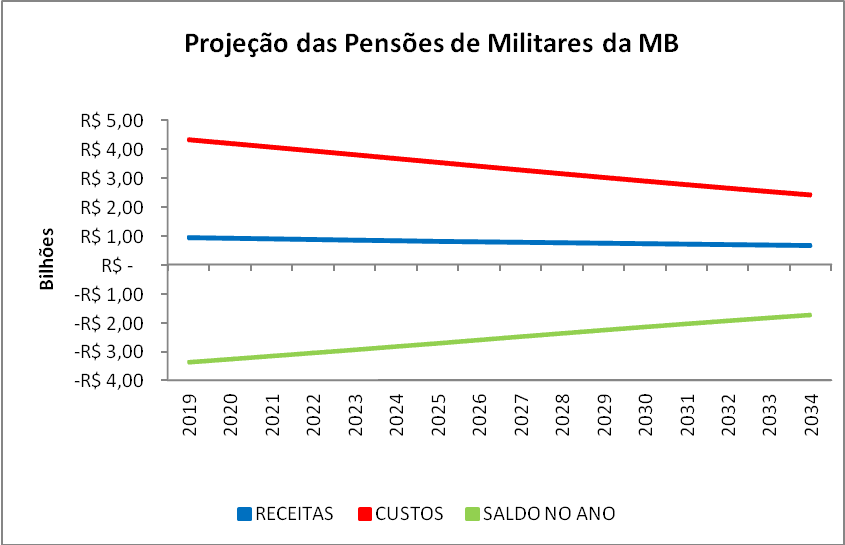 Projeção das Pensões de Militares da MB
Bilhões
R$ 5,00
R$ 4,00
R$ 3,00
R$ 2,00
R$ 1,00
R$ -
-R$ 1,00
-R$ 2,00
-R$ 3,00
-R$ 4,00
2019 2020 2021 2022 2023 2024 2025 2026 2027 2028 2029 2030 2031 2032 2033 2034
RECEITAS CUSTOS SALDO NO ANO